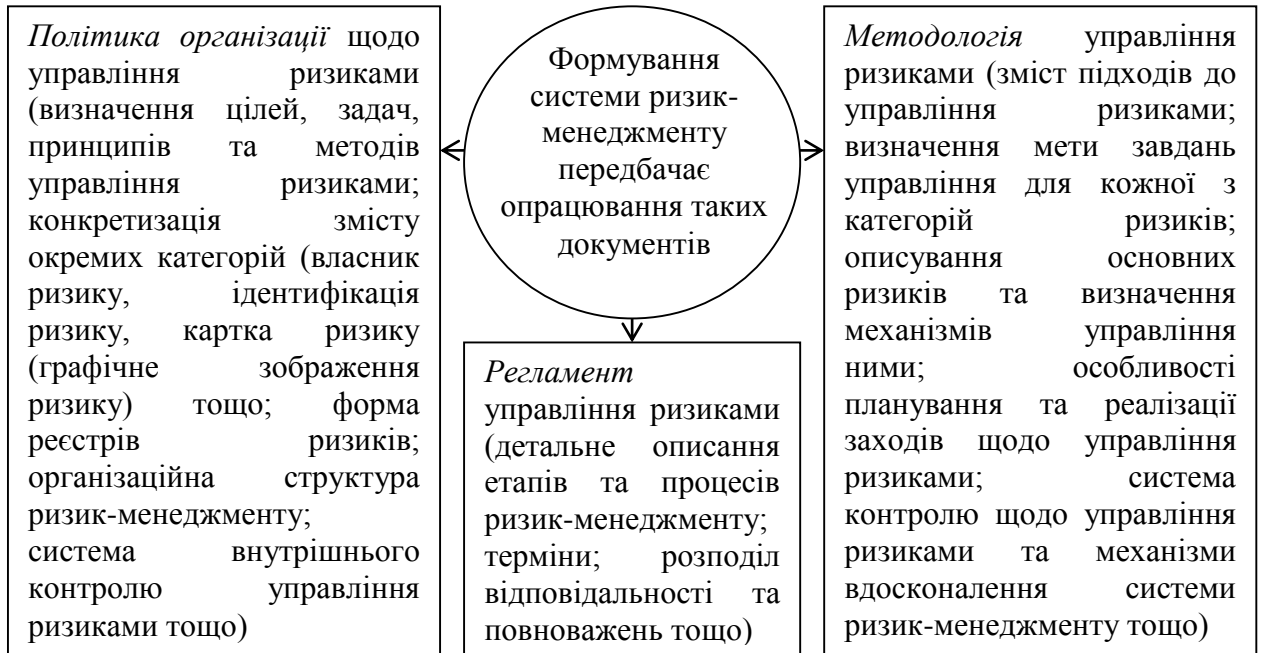 Політика організації щодо
управління ризиками
(визначення цілей, задач,
принципів та методів
управління ризиками;
конкретизація змісту
окремих категорій (власник
ризику, ідентифікація
ризику, картка ризику
(графічне зображення
ризику) тощо; форма
реєстрів ризиків;
організаційна структура
ризик-менеджменту;
система внутрішнього
контролю управління
ризиками тощо)
Формування
системи ризик-
менеджменту
передбачає
опрацювання таких
документів
Регламент
управління ризиками
(детальне описання
етапів та процесів
ризик-менеджменту;
терміни; розподіл
відповідальності та
повноважень тощо)
Методологія управління
ризиками (зміст підходів до
управління ризиками;
визначення мети завдань
управління для кожної з
категорій ризиків;
описування основних
ризиків та визначення
механізмів управління
ними; особливості
планування та реалізації
заходів щодо управління
ризиками; система
контролю щодо управління
ризиками та механізми
вдосконалення системи
ризик-менеджменту тощо)